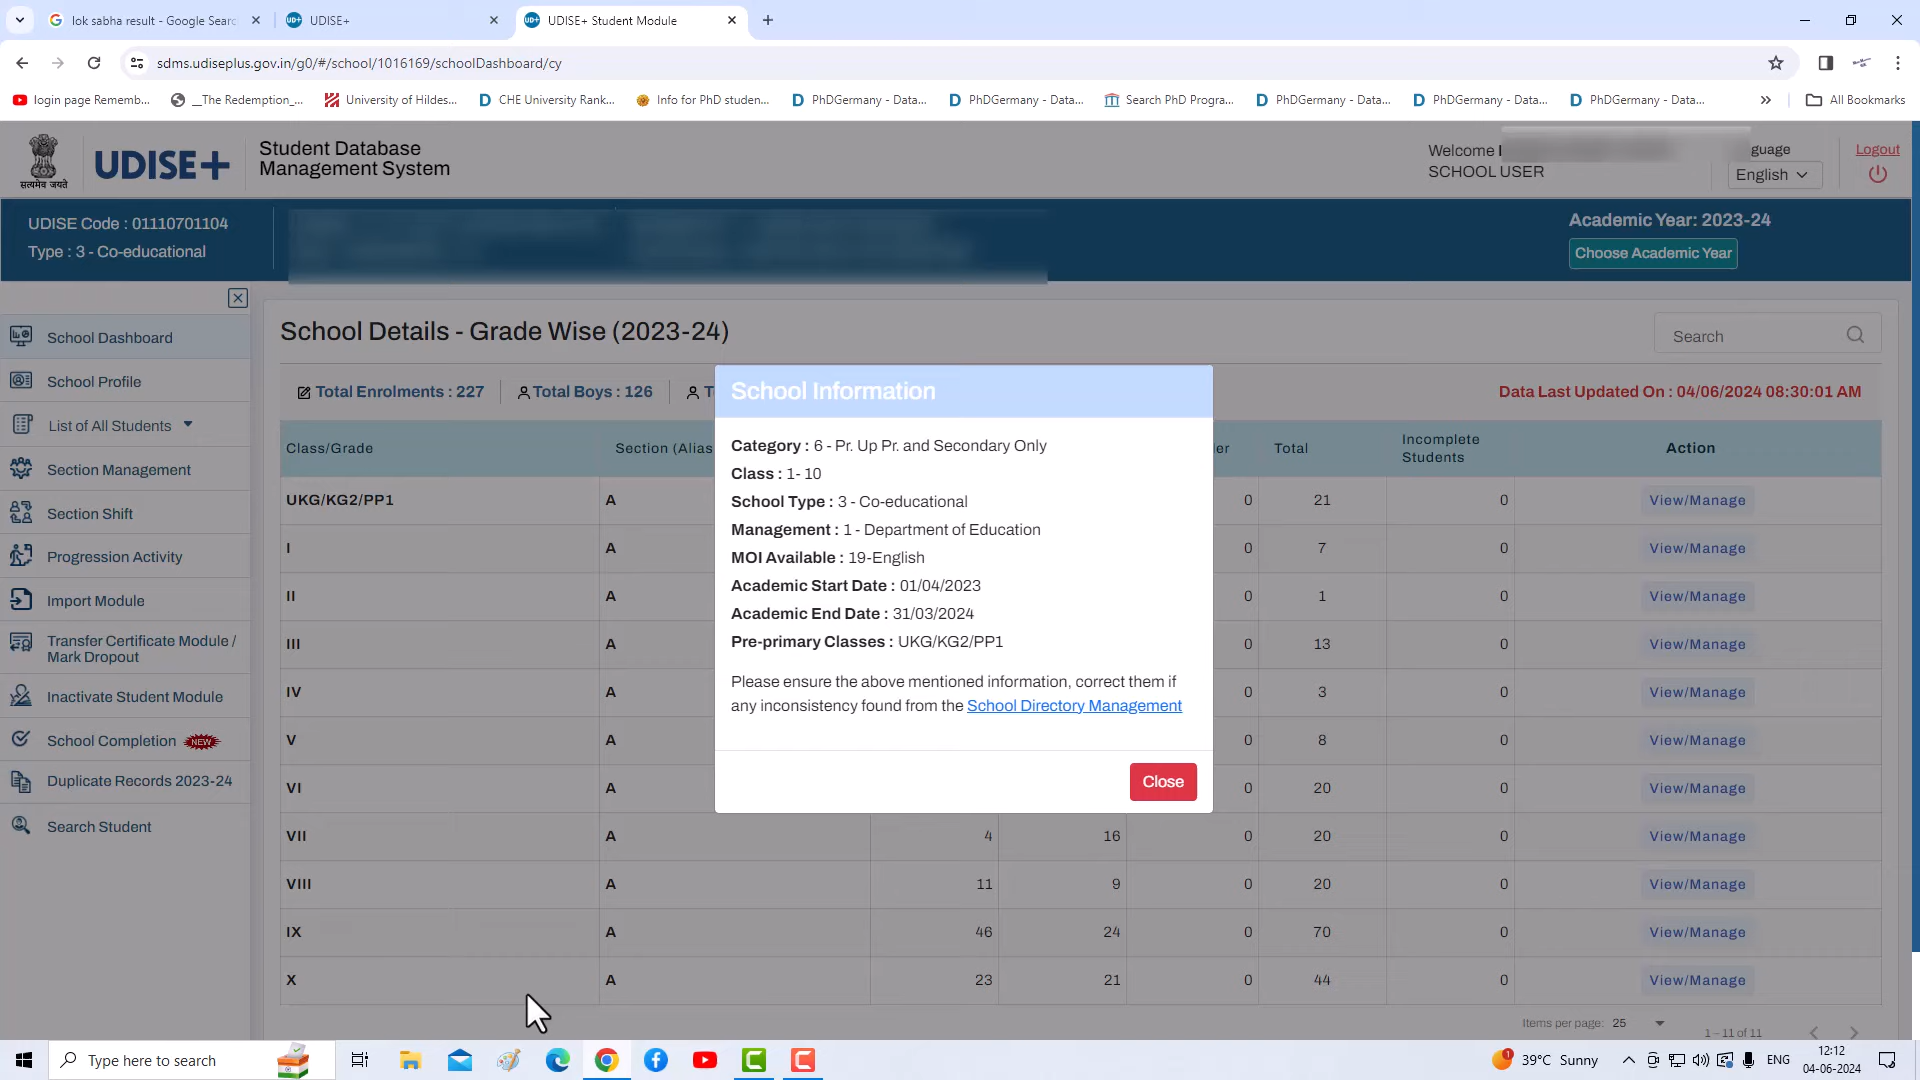 lok sabha result - Google Searc
UDISE+
UDISE+ Student Module
sdms.udiseplus.gov.in/g0/#/school/1016169/schoolDashboard/cy
login page Rememb...
__The Redemption_...
University of Hildes...
CHE University Rank...
Info for PhD studen...
PhDGermany - Data...
PhDGermany - Data...
Search PhD Progra...
PhDGermany - Data...
PhDGermany - Data...
PhDGermany - Data...
All Bookmarks
सत्यमेव जयते
UDISE+
Student Database
Management System
Welcome
SCHOOL USER
guage
English
Logout
UDISE Code : 01110701104
Type : 3 - Co-educational
Academic Year: 2023-24
Choose Academic Year
School Dashboard
School Profile
List of All Students
Section Management
Section Shift
Progression Activity
Import Module
Transfer Certificate Module /
Mark Dropout
Inactivate Student Module
School Completion NEW
Duplicate Records 2023-24
Search Student
School Details - Grade Wise (2023-24)
Search
Total Enrolments : 227
Total Boys : 126
T
Data Last Updated On : 04/06/2024 08:30:01 AM
Class/Grade Section (Alias er Total Incomplete Students Action
UKG/KG2/PP1 A 0 21 0 View/Manage
I A 0 7 0 View/Manage
II A 0 1 0 View/Manage
III A 0 13 0 View/Manage
IV A 0 3 0 View/Manage
V A 0 8 0 View/Manage
VI A 0 20 0 View/Manage
VII A 4 16 0 20 0 View/Manage
VIII A 11 9 0 20 0 View/Manage
IX A 46 24 0 70 0 View/Manage
X A 23 21 0 44 0 View/Manage
Items per page: 25
1 – 11 of 11
School Information
Category : 6 - Pr. Up Pr. and Secondary Only
Class : 1- 10
School Type : 3 - Co-educational
Management : 1 - Department of Education
MOI Available : 19-English
Academic Start Date : 01/04/2023
Academic End Date : 31/03/2024
Pre-primary Classes : UKG/KG2/PP1
Please ensure the above mentioned information, correct them if
any inconsistency found from the School Directory Management
Close
Type here to search
1
39°C Sunny
ENG
12:12
04-06-2024